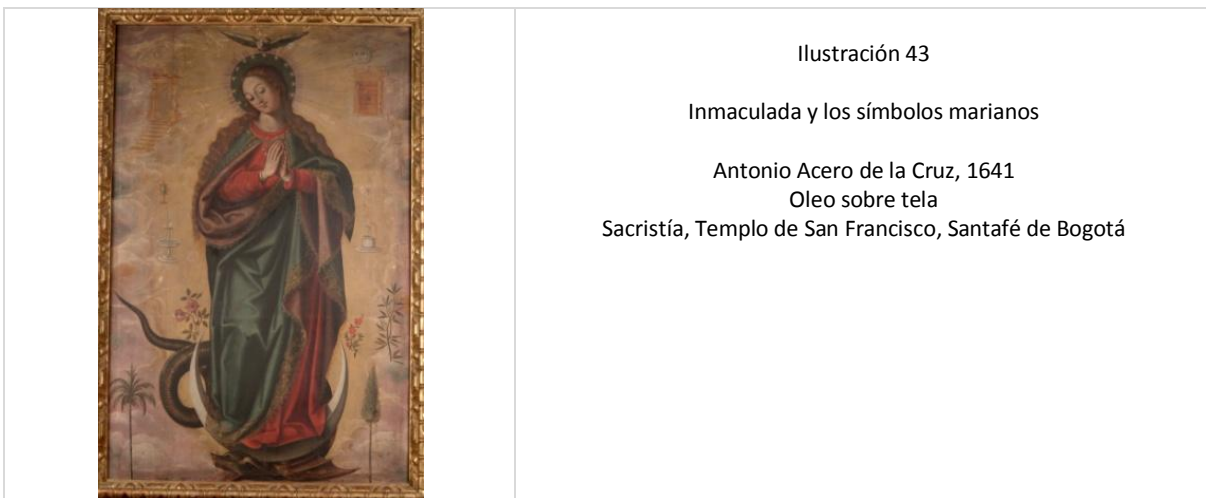 Ilustración 43
Inmaculada y los símbolos marianos
Antonio Acero de la Cruz, 1641
Oleo sobre tela
Sacristía, Templo de San Francisco, Santafé de Bogotá